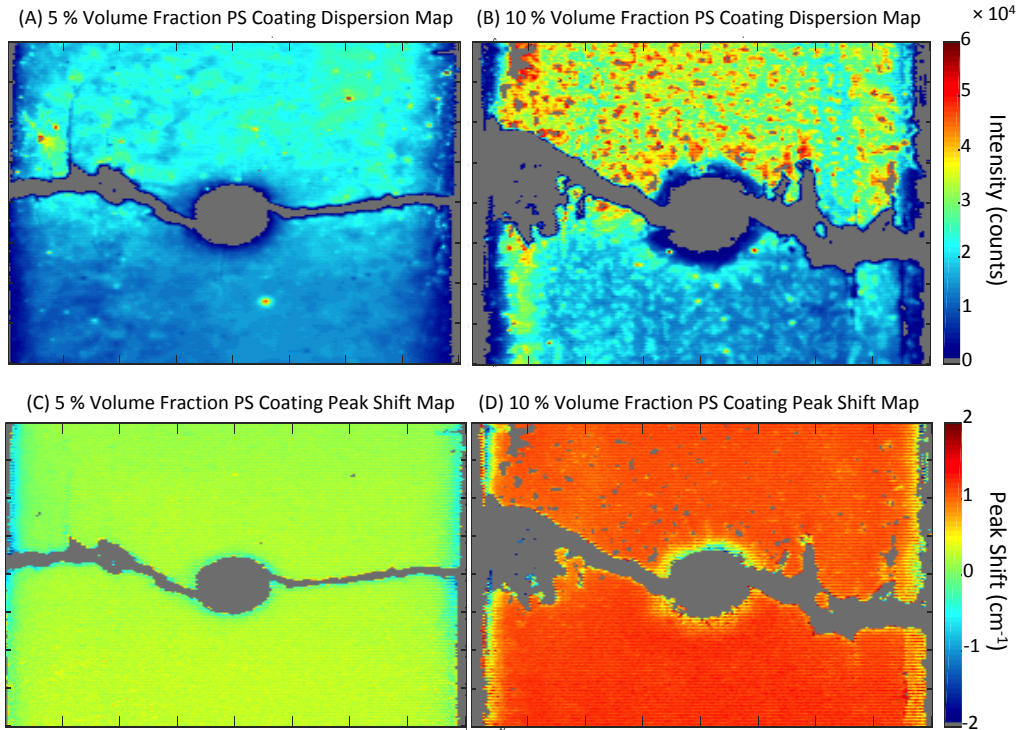 (A) 5 % Volume Fraction PS Coating Dispersion Map
(B) 10 % Volume Fraction PS Coating Dispersion Map
× 10⁴
6
5
4
3
2
1
0
Intensity (counts)
(C) 5 % Volume Fraction PS Coating Peak Shift Map
(D) 10 % Volume Fraction PS Coating Peak Shift Map
2
1
0
-1
-2
Peak Shift (cm⁻¹)